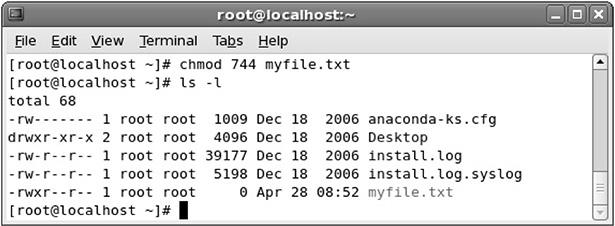 root@localhost:~
File Edit View Terminal Tabs Help
[root@localhost ~]# chmod 744 myfile.txt
[root@localhost ~]# ls -l
total 68
-rw------- 1 root root  1009 Dec 18  2006 anaconda-ks.cfg
drwxr-xr-x 2 root root  4096 Dec 18  2006 Desktop
-rw-r--r-- 1 root root 39177 Dec 18  2006 install.log
-rw-r--r-- 1 root root  5198 Dec 18  2006 install.log.syslog
-rwxr--r-- 1 root root     0 Apr 28 08:52 myfile.txt
[root@localhost ~]#